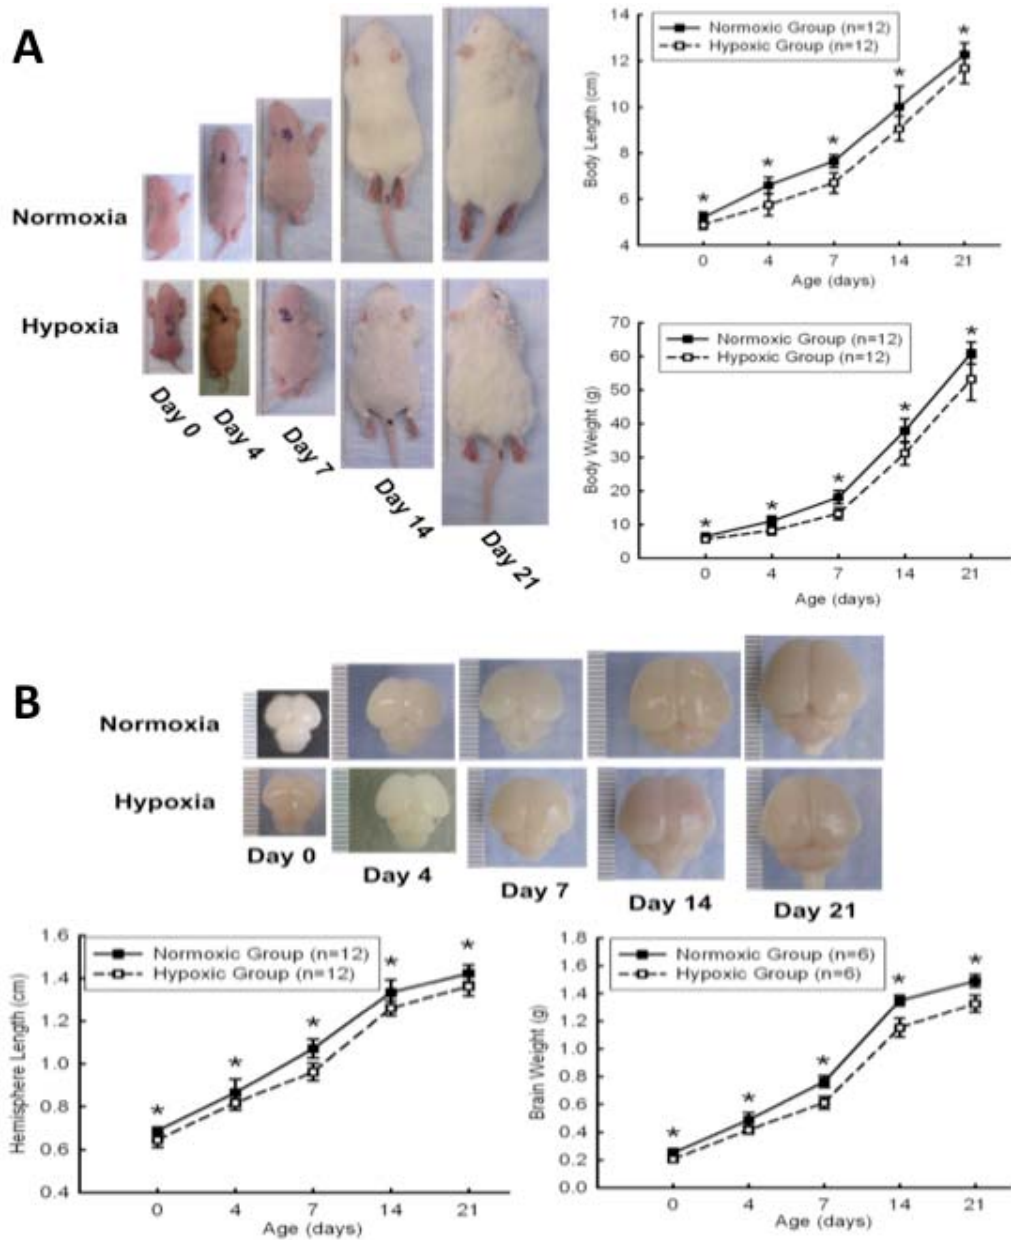 A
Normoxia
Hypoxia
Day 0
Day 4
Day 7
Day 14
Day 21
14
12
10
8
6
4
Body Length (cm)
Normoxic Group (n=12)
Hypoxic Group (n=12)
* * * * *
0 4 7 14 21
Age (days)
70
60
50
40
30
20
10
0
Body Weight (g)
Normoxic Group (n=12)
Hypoxic Group (n=12)
* * * * *
0 4 7 14 21
Age (days)
B
Normoxia
Hypoxia
Day 0
Day 4
Day 7
Day 14
Day 21
1.6
1.4
1.2
1.0
0.8
0.6
0.4
Hemisphere Length (cm)
Normoxic Group (n=12)
Hypoxic Group (n=12)
* * * * *
0 4 7 14 21
Age (days)
1.8
1.6
1.4
1.2
1.0
0.8
0.6
0.4
0.2
0.0
Brain Weight (g)
Normoxic Group (n=6)
Hypoxic Group (n=6)
* * * * *
0 4 7 14 21
Age (days)